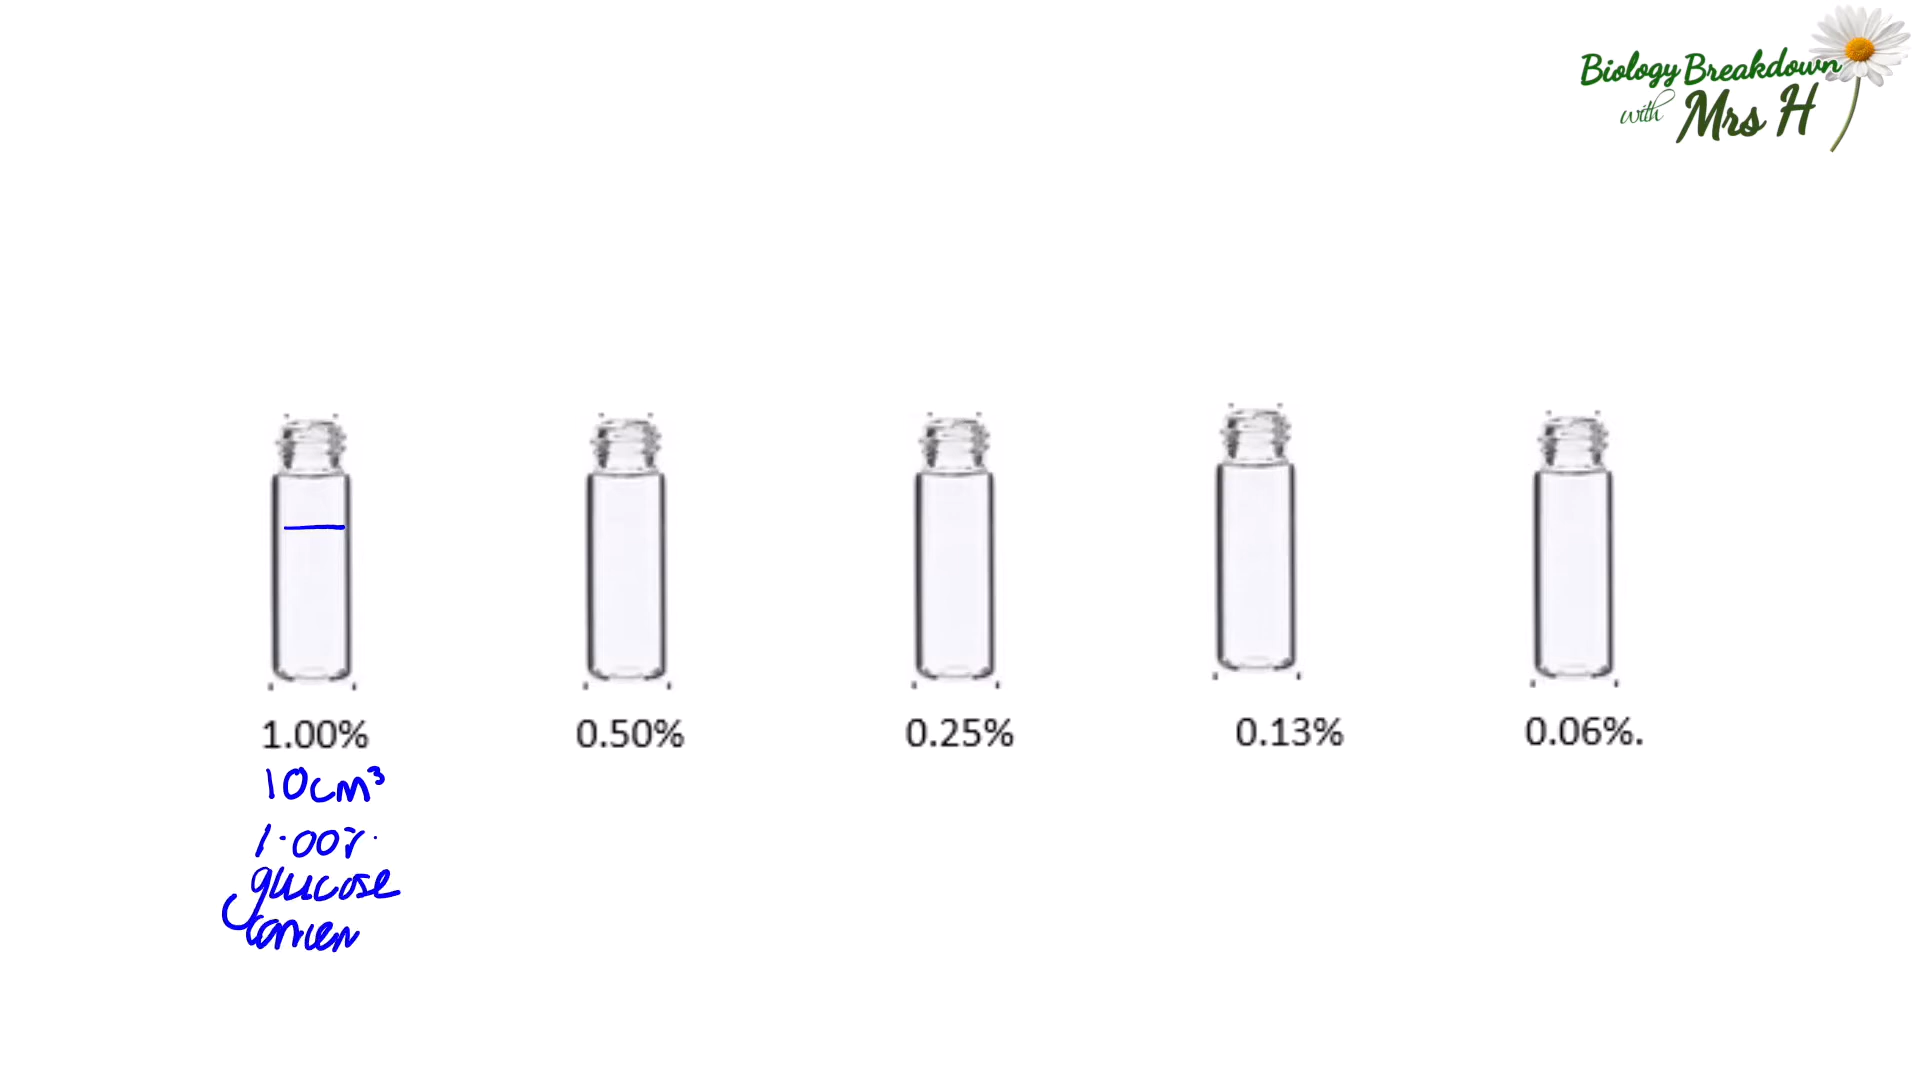 Biology Breakdown
with Mrs H
1.00% 0.50% 0.25% 0.13% 0.06%.
10cm³
1.00%
glucose